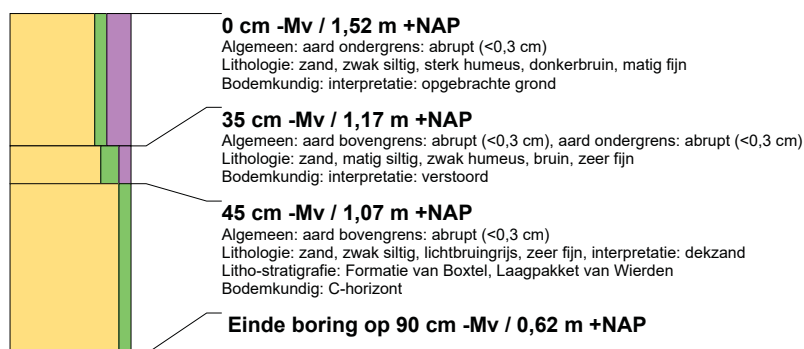 0 cm -Mv / 1,52 m +NAP
Algemeen: aard ondergrens: abrupt (<0,3 cm)
Lithologie: zand, zwak siltig, sterk humeus, donkerbruin, matig fijn
Bodemkundig: interpretatie: opgebrachte grond
35 cm -Mv / 1,17 m +NAP
Algemeen: aard bovengrens: abrupt (<0,3 cm), aard ondergrens: abrupt (<0,3 cm)
Lithologie: zand, matig siltig, zwak humeus, bruin, zeer fijn
Bodemkundig: interpretatie: verstoord
45 cm -Mv / 1,07 m +NAP
Algemeen: aard bovengrens: abrupt (<0,3 cm)
Lithologie: zand, zwak siltig, lichtbruingrijs, zeer fijn, interpretatie: dekzand
Litho-stratigrafie: Formatie van Boxtel, Laagpakket van Wierden
Bodemkundig: C-horizont
Einde boring op 90 cm -Mv / 0,62 m +NAP